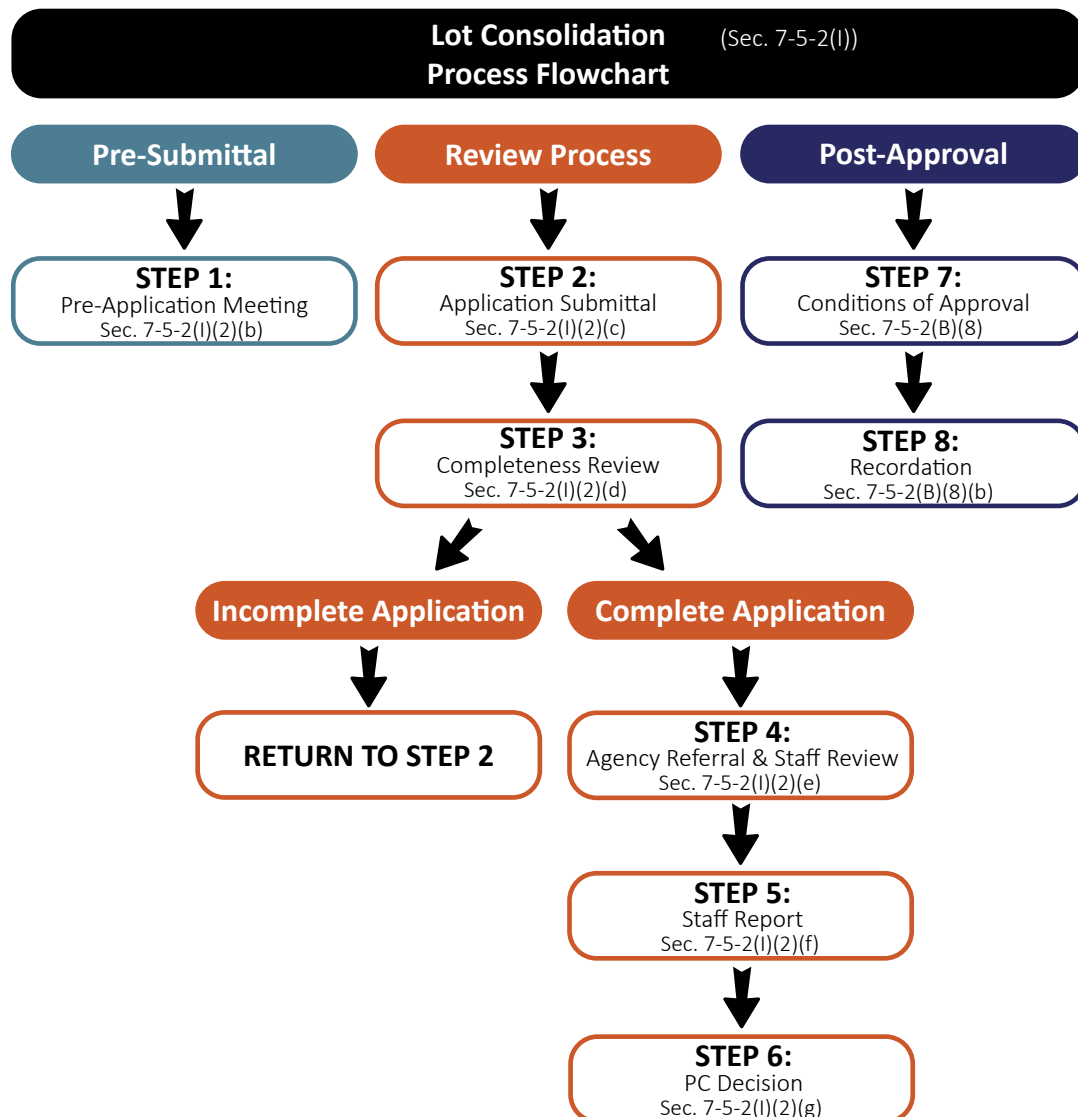 Lot Consolidation (Sec. 7-5-2(I))
Process Flowchart
Pre-Submittal
Review Process
Post-Approval
STEP 1:
Pre-Application Meeting
Sec. 7-5-2(I)(2)(b)
STEP 2:
Application Submittal
Sec. 7-5-2(I)(2)(c)
STEP 7:
Conditions of Approval
Sec. 7-5-2(B)(8)
STEP 3:
Completeness Review
Sec. 7-5-2(I)(2)(d)
STEP 8:
Recordation
Sec. 7-5-2(B)(8)(b)
Incomplete Application
Complete Application
RETURN TO STEP 2
STEP 4:
Agency Referral & Staff Review
Sec. 7-5-2(I)(2)(e)
STEP 5:
Staff Report
Sec. 7-5-2(I)(2)(f)
STEP 6:
PC Decision
Sec. 7-5-2(I)(2)(g)